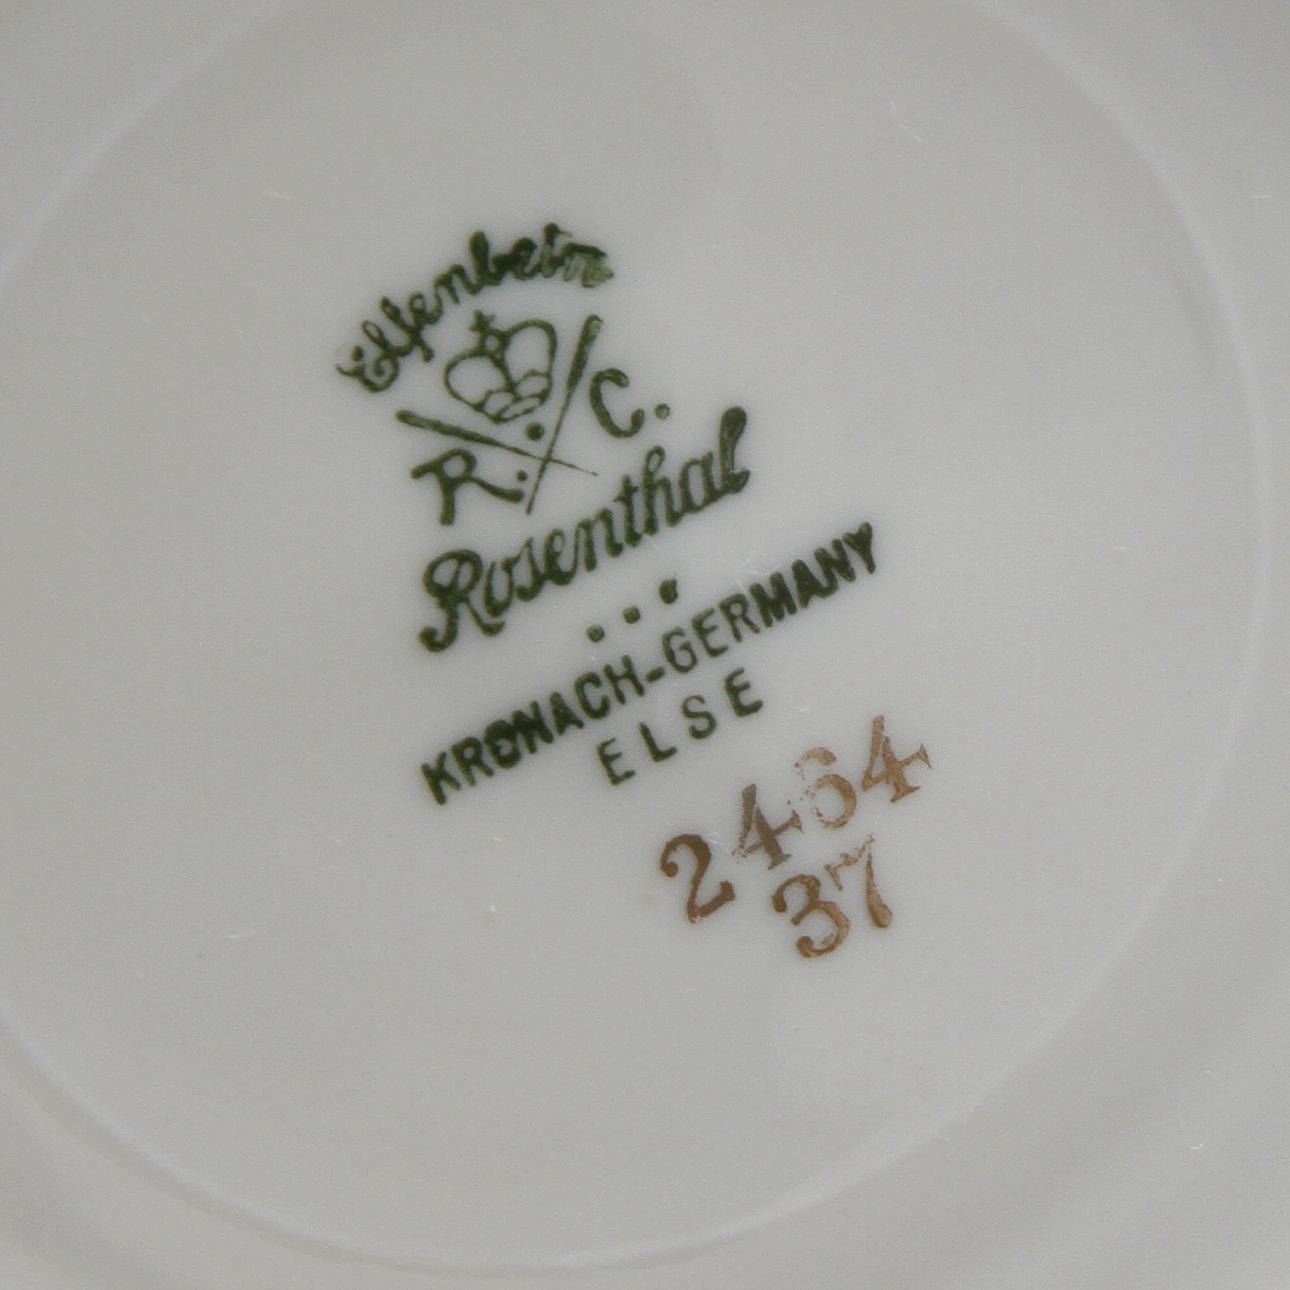 Elfenbein
R. C.
Rosenthal
...
KRONACH-GERMANY
ELSE
2464
37